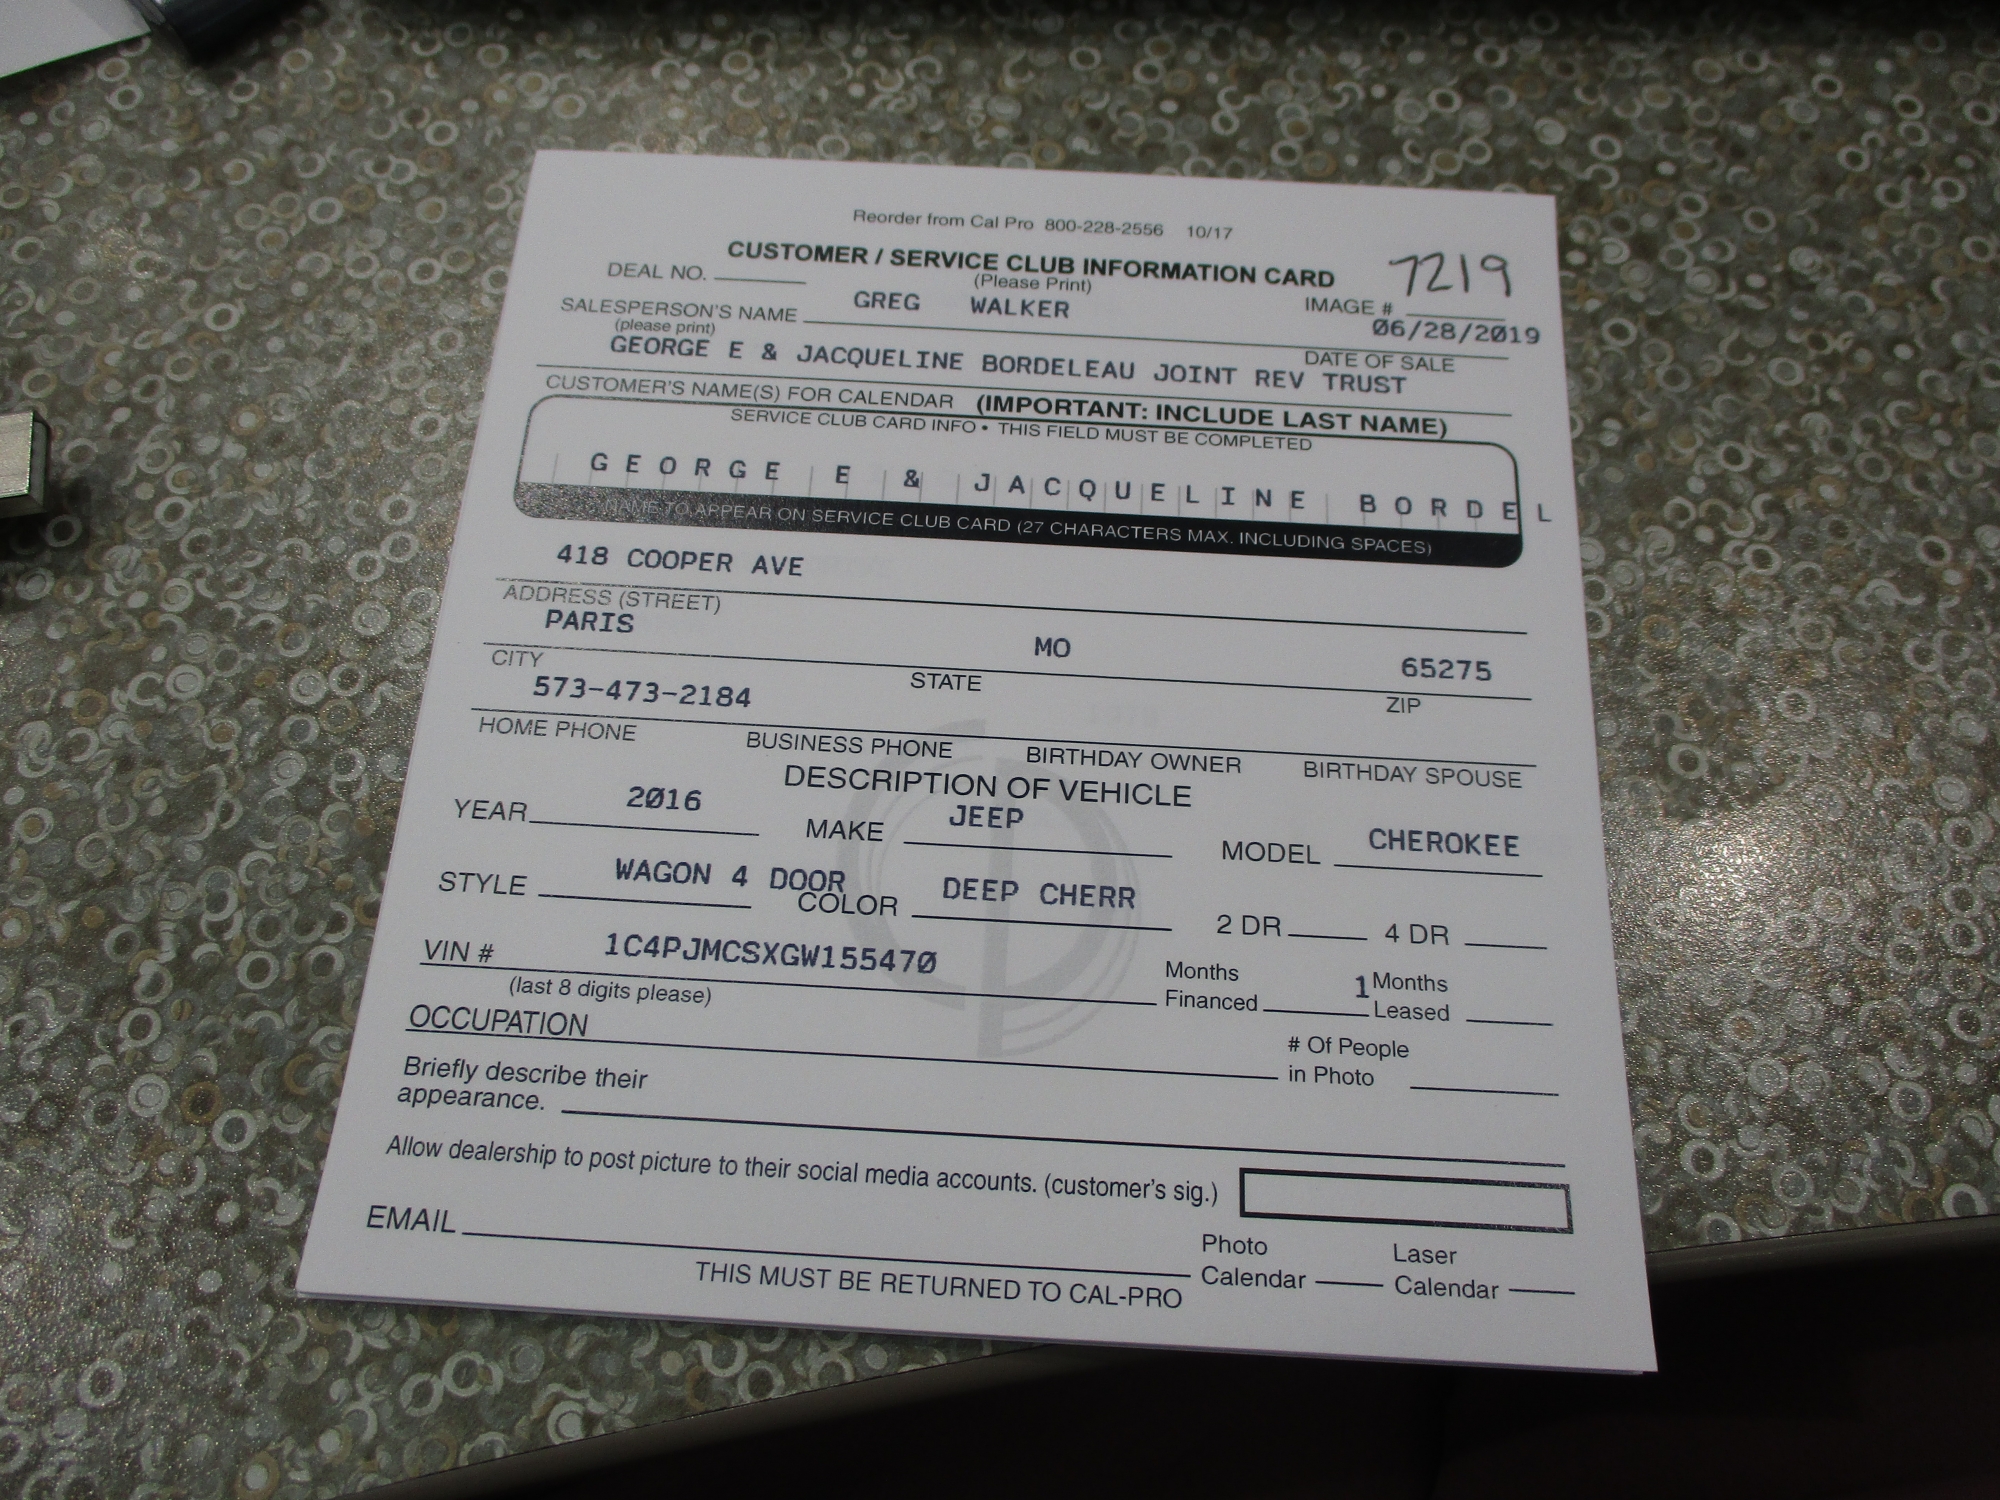 Reorder from Cal Pro 800-228-2556 10/17
CUSTOMER / SERVICE CLUB INFORMATION CARD
(Please Print)
DEAL NO.
IMAGE # 7219
SALESPERSON'S NAME GREG WALKER 06/28/2019
(please print) DATE OF SALE
GEORGE E & JACQUELINE BORDELEAU JOINT REV TRUST
CUSTOMER'S NAME(S) FOR CALENDAR (IMPORTANT: INCLUDE LAST NAME)
SERVICE CLUB CARD INFO • THIS FIELD MUST BE COMPLETED
GEORGE E & JACQUELINE BORDEL
NAME TO APPEAR ON SERVICE CLUB CARD (27 CHARACTERS MAX. INCLUDING SPACES)
418 COOPER AVE
ADDRESS (STREET)
PARIS MO 65275
CITY STATE ZIP
573-473-2184
HOME PHONE BUSINESS PHONE BIRTHDAY OWNER BIRTHDAY SPOUSE
DESCRIPTION OF VEHICLE
YEAR 2016 MAKE JEEP MODEL CHEROKEE
STYLE WAGON 4 DOOR COLOR DEEP CHERR 2 DR 4 DR
VIN # 1C4PJMCSXGW155470 Months Financed 1 Months Leased
(last 8 digits please)
OCCUPATION # Of People in Photo
Briefly describe their
appearance.
Allow dealership to post picture to their social media accounts. (customer's sig.)
EMAIL Photo Calendar Laser Calendar
THIS MUST BE RETURNED TO CAL-PRO